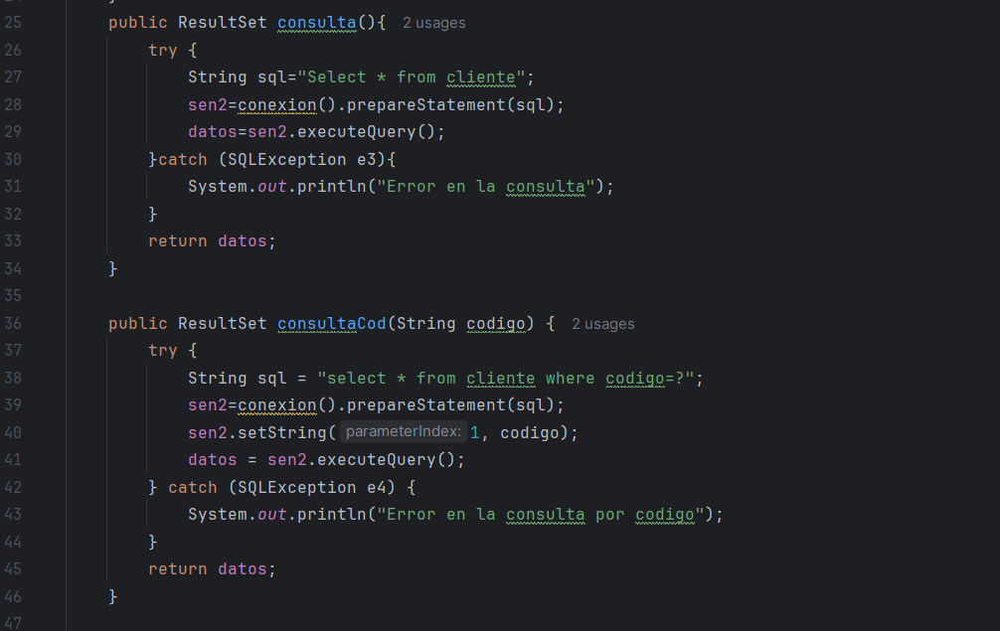 25 public ResultSet consulta(){ 2 usages
26 try {
27 String sql="Select * from cliente";
28 sen2=conexion().prepareStatement(sql);
29 datos=sen2.executeQuery();
30 }catch (SQLException e3){
31 System.out.println("Error en la consulta");
32 }
33 return datos;
34 }
35
36 public ResultSet consultaCod(String codigo) { 2 usages
37 try {
38 String sql = "select * from cliente where codigo=?";
39 sen2=conexion().prepareStatement(sql);
40 sen2.setString( parameterIndex: 1, codigo);
41 datos = sen2.executeQuery();
42 } catch (SQLException e4) {
43 System.out.println("Error en la consulta por codigo");
44 }
45 return datos;
46 }
47